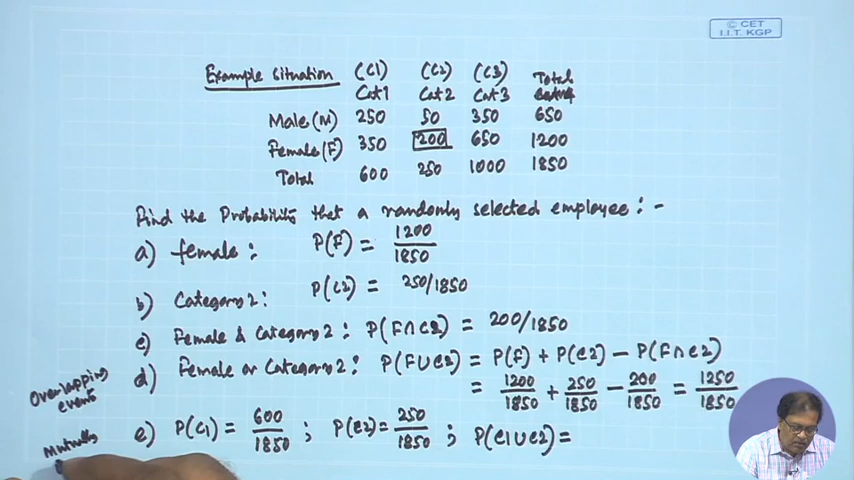 © CET
I.I.T. KGP
Example Situation (C1) (C2) (C3) Total
Cat1 Cat2 Cat3
Male (M) 250 50 350 650
Female (F) 350 200 650 1200
Total 600 250 1000 1850
Find the Probability that a randonly selected employee: -
a) female: P(F) = 1200/1850
b) Category 2: P(C2) = 250/1850
c) Female & Category 2: P(F∩C2) = 200/1850
d) Female or Category 2: P(F∪C2) = P(F) + P(C2) - P(F∩C2)
= 1200/1850 + 250/1850 - 200/1850 = 1250/1850
Overlapping
events
e) P(C1) = 600/1850 ; P(C2) = 250/1850 ; P(C1∪C2) =
Mutually